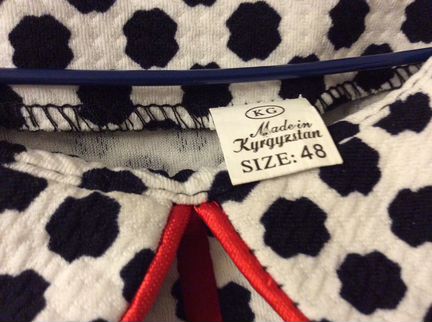 KG
Made in
Kyrgyzstan
SIZE: 48